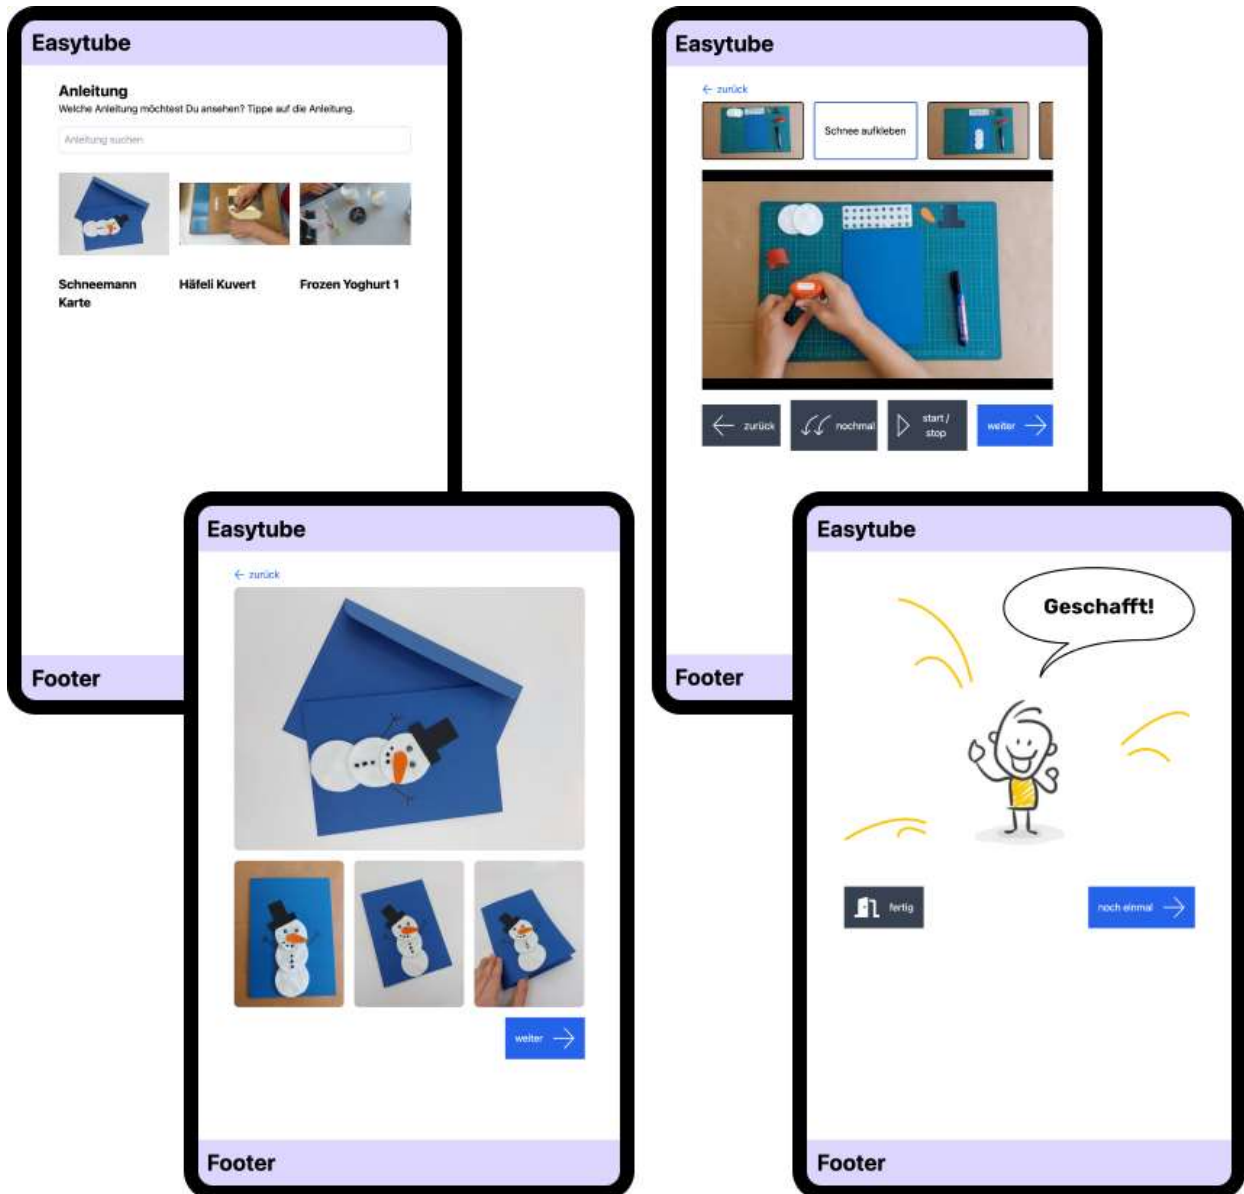 Easytube
Anleitung
Welche Anleitung möchtest Du ansehen? Tippe auf die Anleitung.
Anleitung suchen
Schneemann
Karte
Häfeli Kuvert
Frozen Yoghurt 1
Footer
Easytube
← zurück
weiter →
Footer
Easytube
← zurück
Schnee aufkleben
← zurück
nochmal
start /
stop
weiter →
Footer
Easytube
Geschafft!
fertig
noch einmal →
Footer